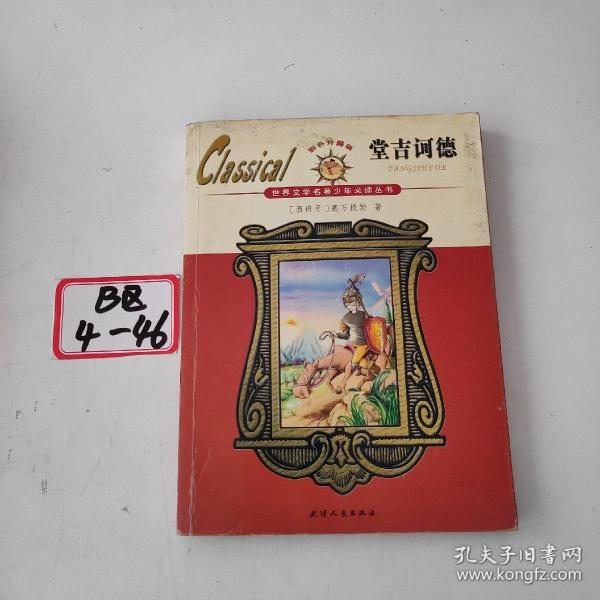 Classical
彩色珍藏版
堂吉诃德
TANGJIHEDE
世界文学名著少年必读丛书
[西班牙]塞万提斯 著
B区
4-46
天津人民出版社
孔夫子旧书网
www.kongfz.com